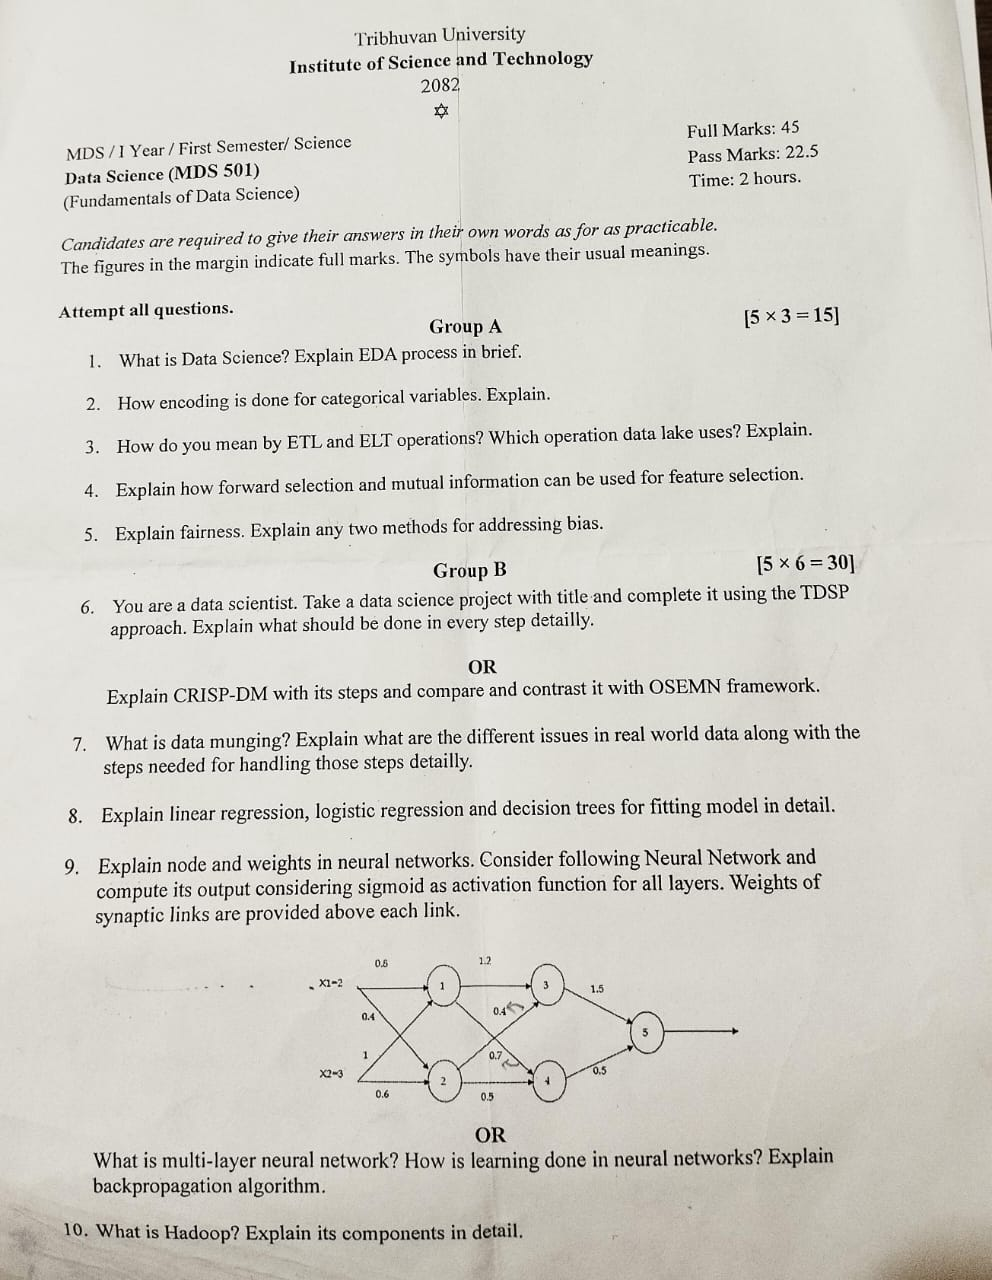 Tribhuvan University
Institute of Science and Technology
2082
MDS / I Year / First Semester/ Science
Data Science (MDS 501)
(Fundamentals of Data Science)
Full Marks: 45
Pass Marks: 22.5
Time: 2 hours.
Candidates are required to give their answers in their own words as for as practicable.
The figures in the margin indicate full marks. The symbols have their usual meanings.
Attempt all questions.
Group A
[5 × 3 = 15]
1. What is Data Science? Explain EDA process in brief.
2. How encoding is done for categorical variables. Explain.
3. How do you mean by ETL and ELT operations? Which operation data lake uses? Explain.
4. Explain how forward selection and mutual information can be used for feature selection.
5. Explain fairness. Explain any two methods for addressing bias.
Group B
[5 × 6 = 30]
6. You are a data scientist. Take a data science project with title and complete it using the TDSP
approach. Explain what should be done in every step detailly.
OR
Explain CRISP-DM with its steps and compare and contrast it with OSEMN framework.
7. What is data munging? Explain what are the different issues in real world data along with the
steps needed for handling those steps detailly.
8. Explain linear regression, logistic regression and decision trees for fitting model in detail.
9. Explain node and weights in neural networks. Consider following Neural Network and
compute its output considering sigmoid as activation function for all layers. Weights of
synaptic links are provided above each link.
1.2
X1=2
1
3
1.5
0.4
0.4
5
1
0.7
X2=3
2
4
0.5
0.6
0.5
OR
What is multi-layer neural network? How is learning done in neural networks? Explain
backpropagation algorithm.
10. What is Hadoop? Explain its components in detail.